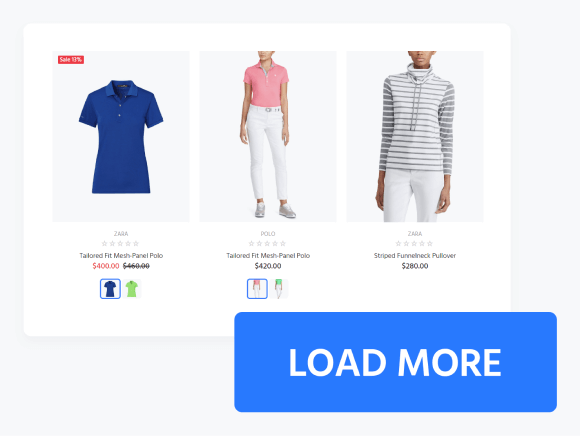 Sale 13%
ZARA
Tailored Fit Mesh-Panel Polo
$400.00 $460.00
POLO
Tailored Fit Mesh-Panel Polo
$420.00
ZARA
Striped Funnelneck Pullover
$280.00
LOAD MORE